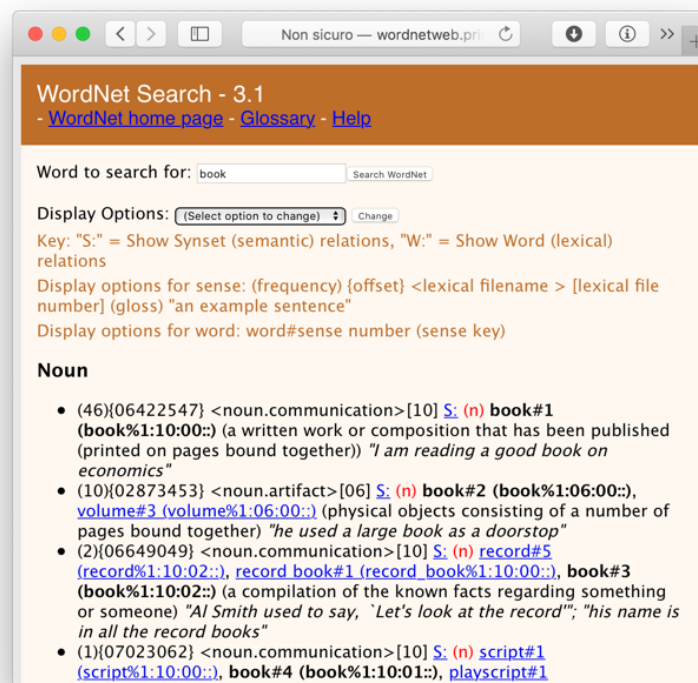 Non sicuro — wordnetweb.pri
WordNet Search - 3.1
- WordNet home page - Glossary - Help
Word to search for: book Search WordNet
Display Options: (Select option to change) Change
Key: "S:" = Show Synset (semantic) relations, "W:" = Show Word (lexical)
relations
Display options for sense: (frequency) {offset} <lexical filename > [lexical file
number] (gloss) "an example sentence"
Display options for word: word#sense number (sense key)
Noun
• (46){06422547} <noun.communication>[10] S: (n) book#1
(book%1:10:00::) (a written work or composition that has been published
(printed on pages bound together)) "I am reading a good book on
economics"
• (10){02873453} <noun.artifact>[06] S: (n) book#2 (book%1:06:00::),
volume#3 (volume%1:06:00::) (physical objects consisting of a number of
pages bound together) "he used a large book as a doorstop"
• (2){06649049} <noun.communication>[10] S: (n) record#5
(record%1:10:02::), record book#1 (record_book%1:10:00::), book#3
(book%1:10:02::) (a compilation of the known facts regarding something
or someone) "Al Smith used to say, `Let's look at the record'"; "his name is
in all the record books"
• (1){07023062} <noun.communication>[10] S: (n) script#1
(script%1:10:00::), book#4 (book%1:10:01::), playscript#1